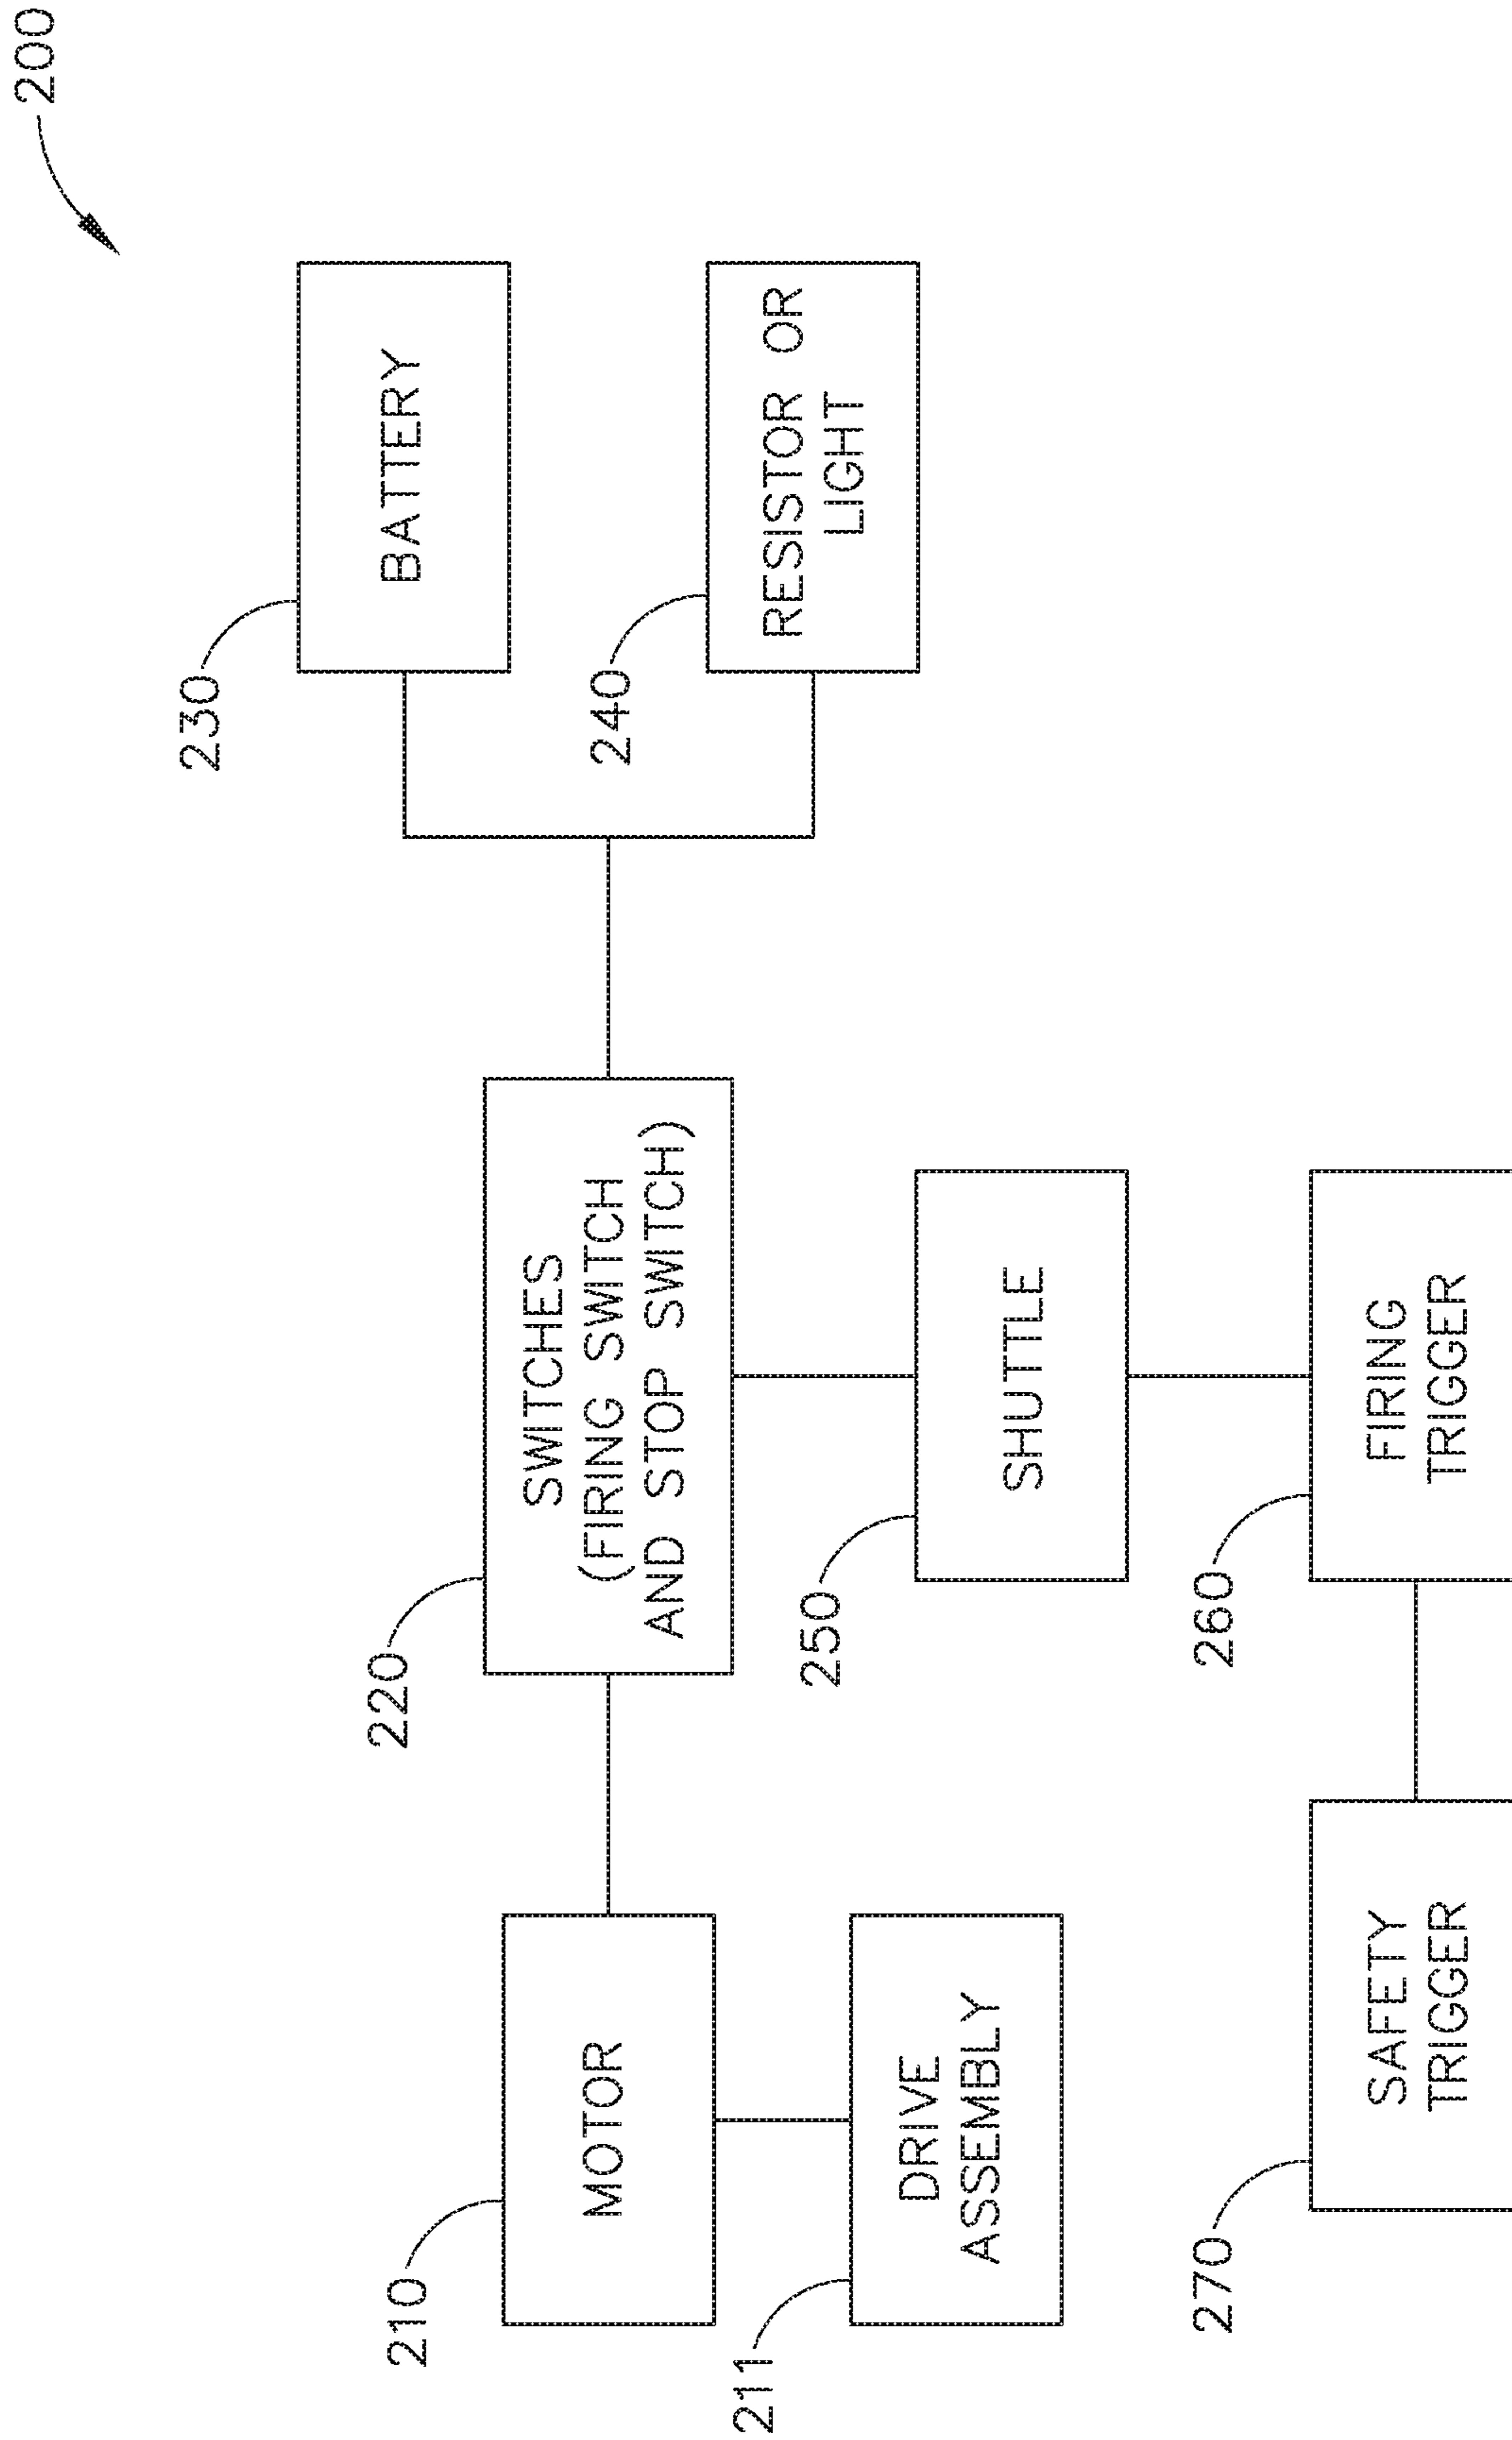 200
230
BATTERY
240
RESISTOR OR
LIGHT
220
SWITCHES
(FIRING SWITCH
AND STOP SWITCH)
210
MOTOR
211
DRIVE
ASSEMBLY
250
SHUTTLE
260
FIRING
TRIGGER
270
SAFETY
TRIGGER